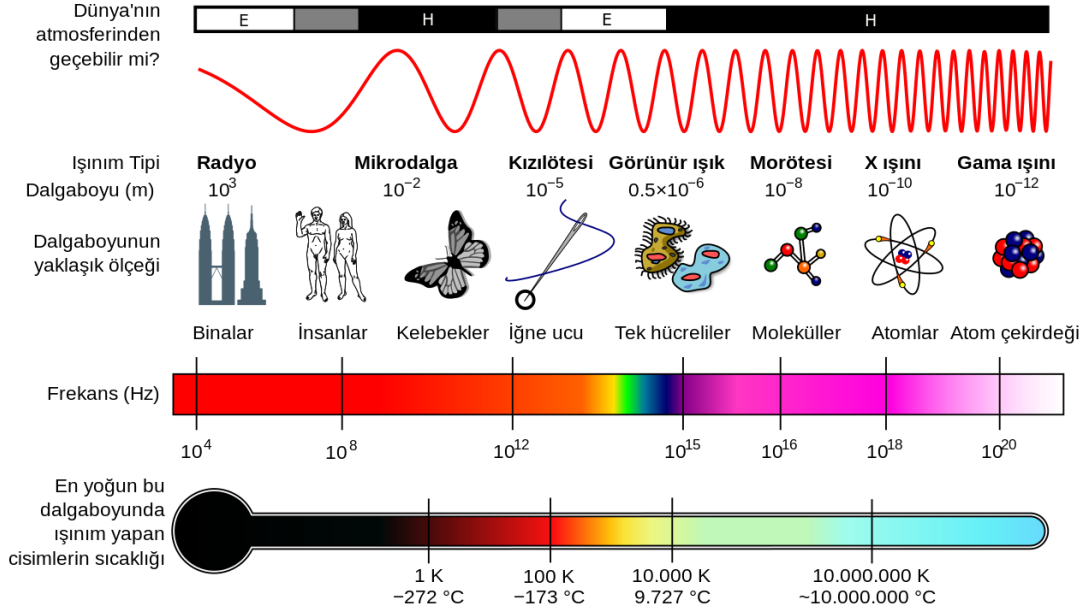 Dünya'nın
atmosferinden
geçebilir mi?
E H E H
Işınım Tipi Radyo Mikrodalga Kızılötesi Görünür ışık Morötesi X ışını Gama ışını
Dalgaboyu (m) 10³ 10⁻² 10⁻⁵ 0.5×10⁻⁶ 10⁻⁸ 10⁻¹⁰ 10⁻¹²
Dalgaboyunun
yaklaşık ölçeği
Binalar İnsanlar Kelebekler İğne ucu Tek hücreliler Moleküller Atomlar Atom çekirdeği
Frekans (Hz)
10⁴ 10⁸ 10¹² 10¹⁵ 10¹⁶ 10¹⁸ 10²⁰
En yoğun bu
dalgaboyunda
ışınım yapan
cisimlerin sıcaklığı
1 K 100 K 10.000 K 10.000.000 K
−272 °C −173 °C 9.727 °C ~10.000.000 °C